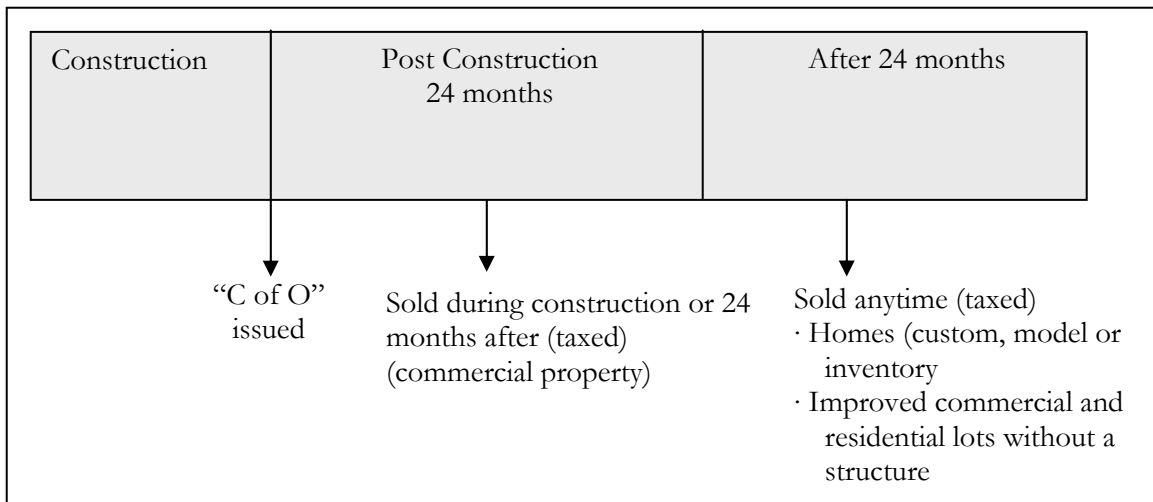 Construction
Post Construction
24 months
After 24 months
“C of O”
issued
Sold during construction or 24
months after (taxed)
(commercial property)
Sold anytime (taxed)
· Homes (custom, model or
inventory
· Improved commercial and
residential lots without a
structure